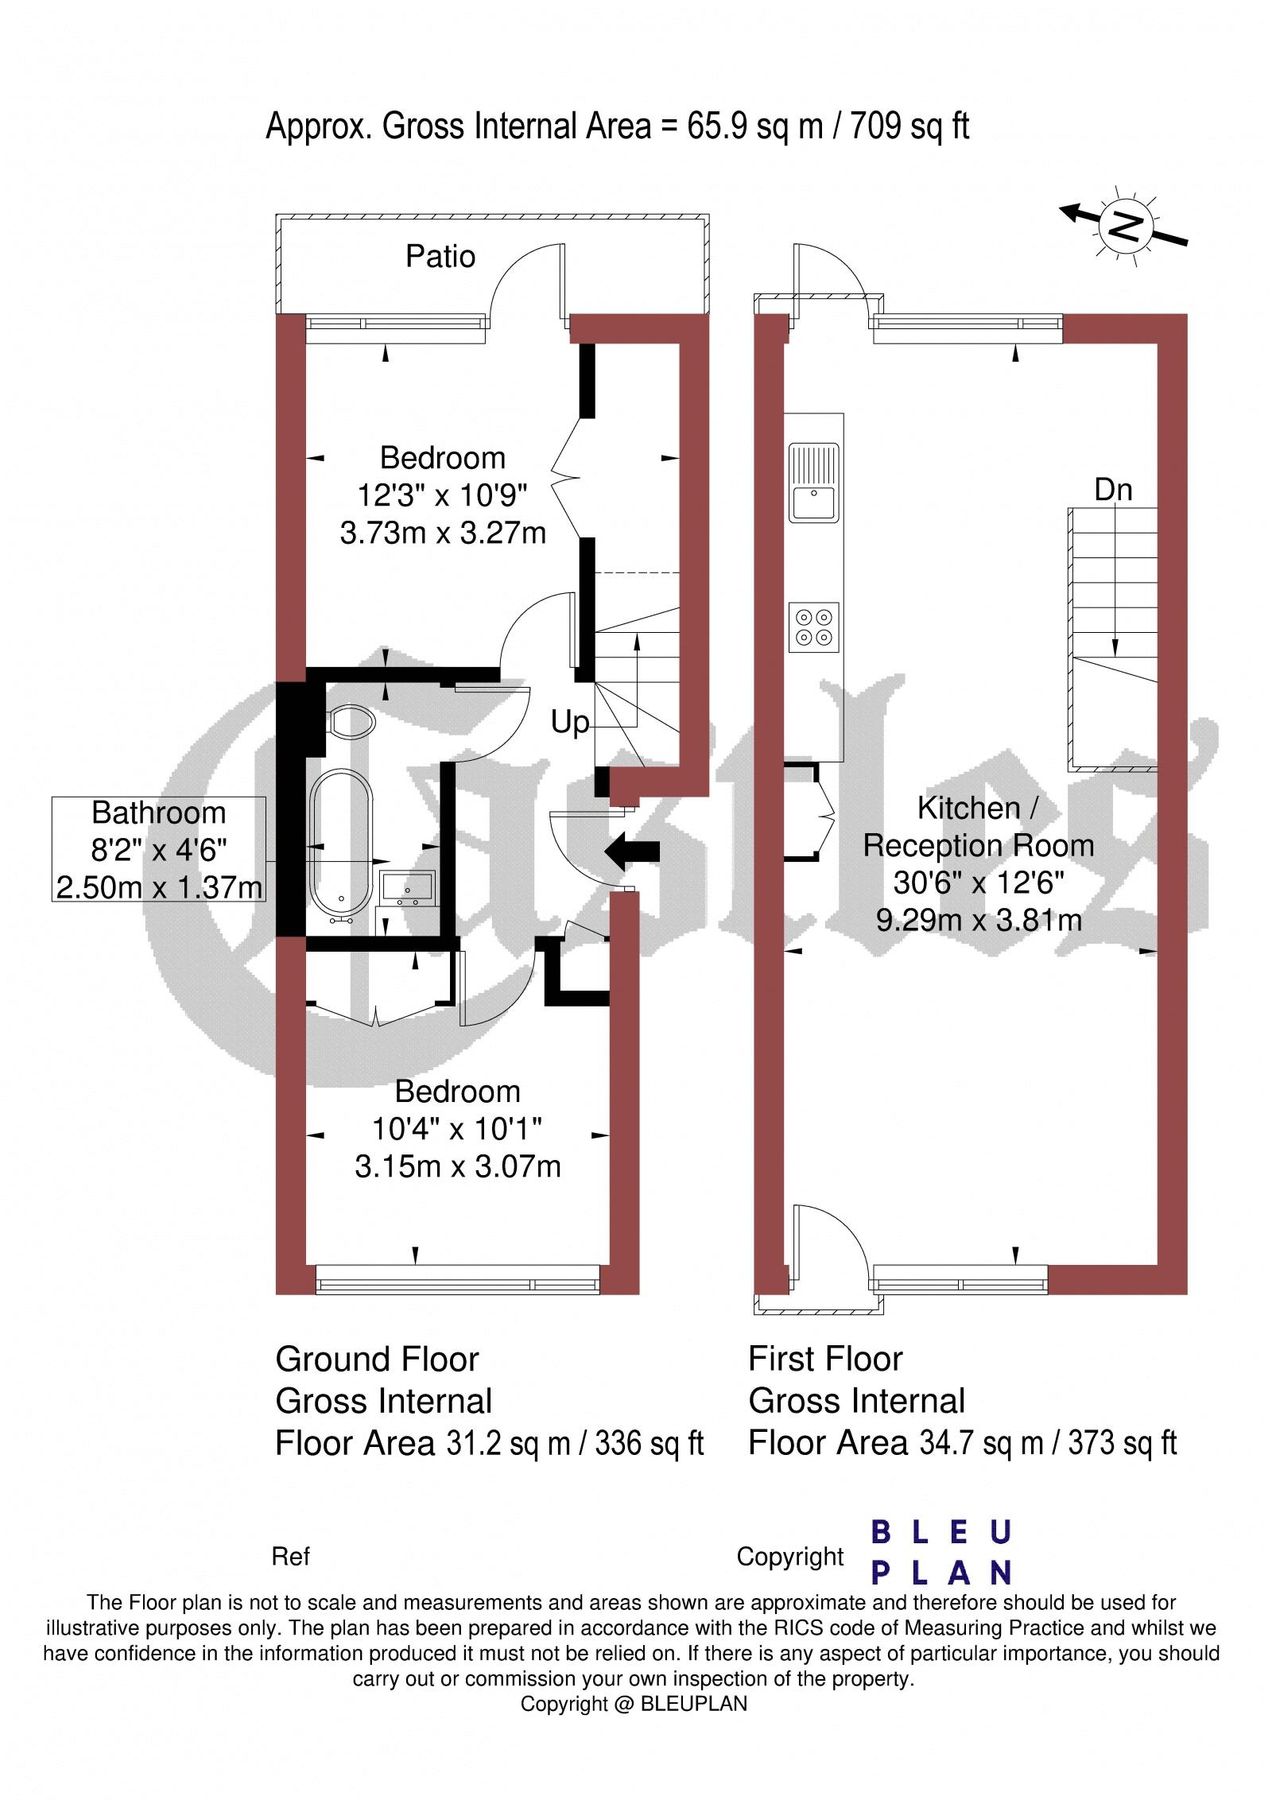 Approx. Gross Internal Area = 65.9 sq m / 709 sq ft
N
Patio
Bedroom
12'3" x 10'9"
3.73m x 3.27m
Dn
Up
Bathroom
8'2" x 4'6"
2.50m x 1.37m
Kitchen /
Reception Room
30'6" x 12'6"
9.29m x 3.81m
Castles
Bedroom
10'4" x 10'1"
3.15m x 3.07m
Ground Floor
Gross Internal
Floor Area 31.2 sq m / 336 sq ft
First Floor
Gross Internal
Floor Area 34.7 sq m / 373 sq ft
Ref
Copyright
BLEU
PLAN
The Floor plan is not to scale and measurements and areas shown are approximate and therefore should be used for
illustrative purposes only. The plan has been prepared in accordance with the RICS code of Measuring Practice and whilst we
have confidence in the information produced it must not be relied on. If there is any aspect of particular importance, you should
carry out or commission your own inspection of the property.
Copyright @ BLEUPLAN